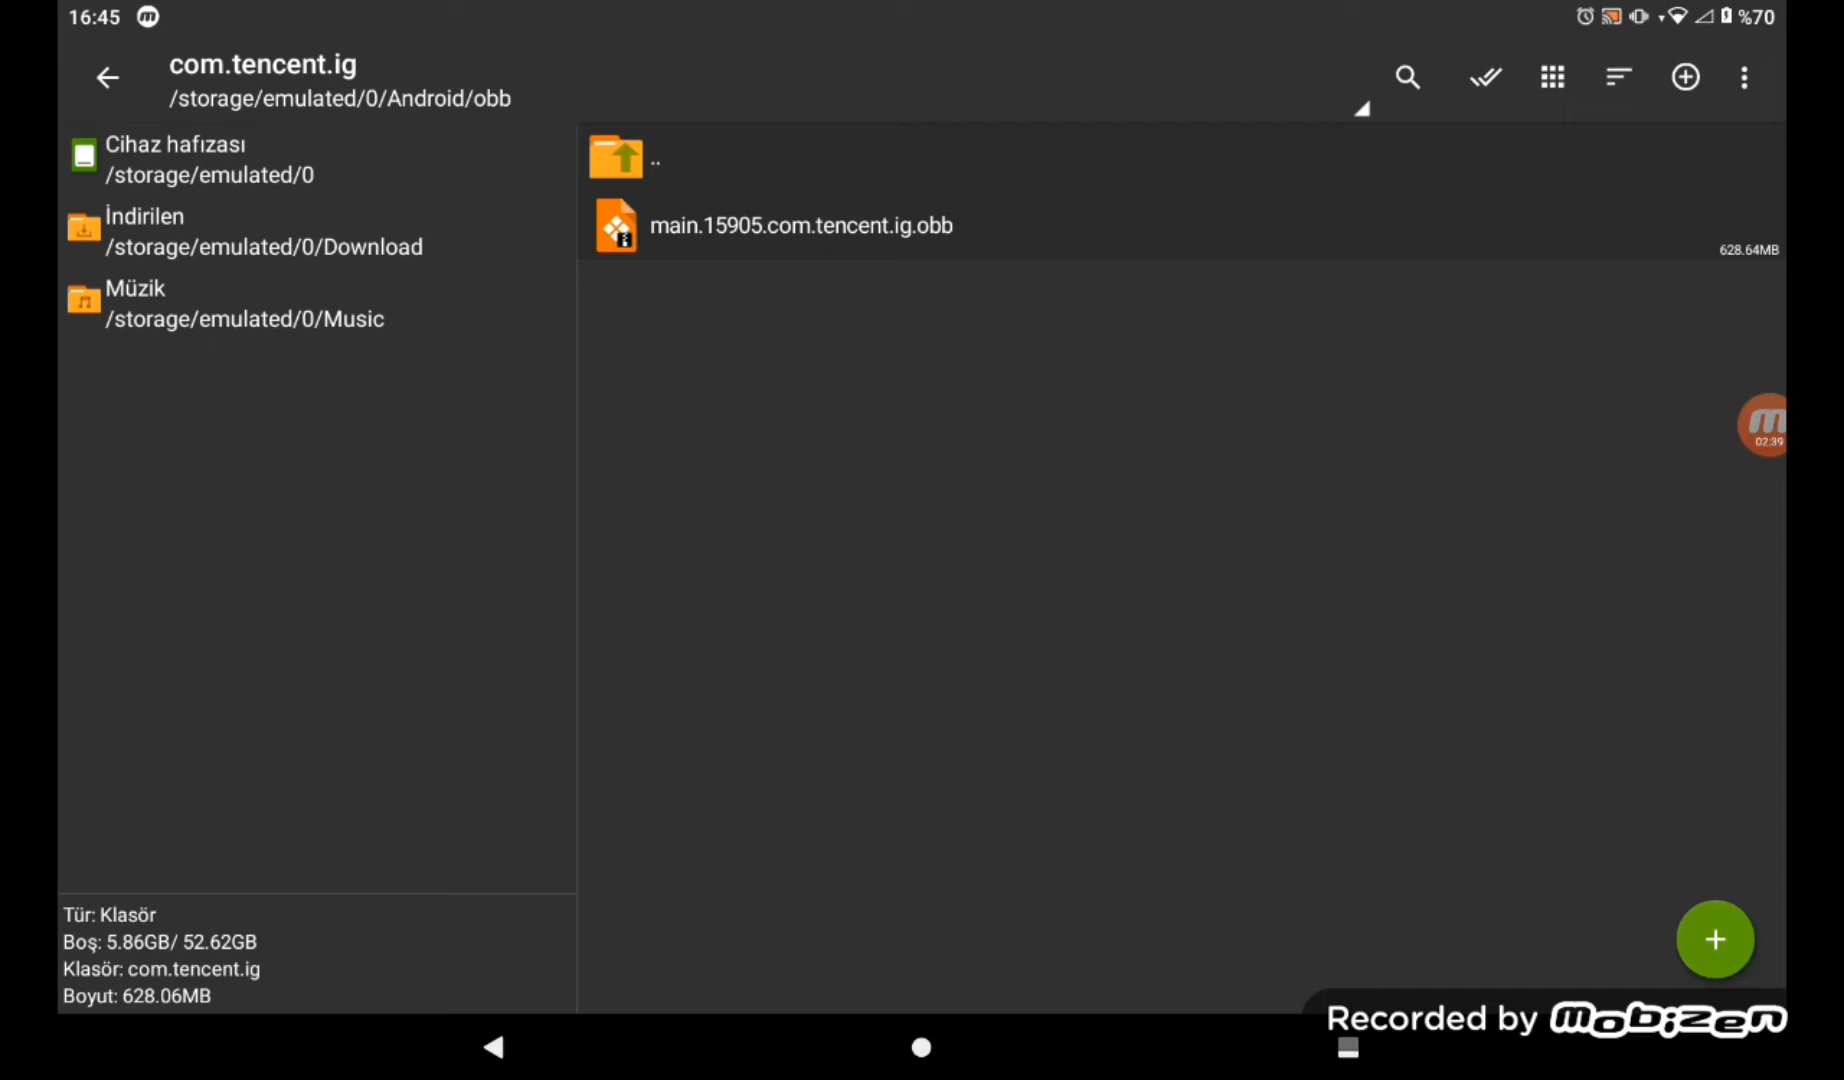 16:45
%70
com.tencent.ig
/storage/emulated/0/Android/obb
Cihaz hafızası
/storage/emulated/0
İndirilen
/storage/emulated/0/Download
Müzik
/storage/emulated/0/Music
..
main.15905.com.tencent.ig.obb
628.64MB
02:39
Tür: Klasör
Boş: 5.86GB/ 52.62GB
Klasör: com.tencent.ig
Boyut: 628.06MB
Recorded by mobizen